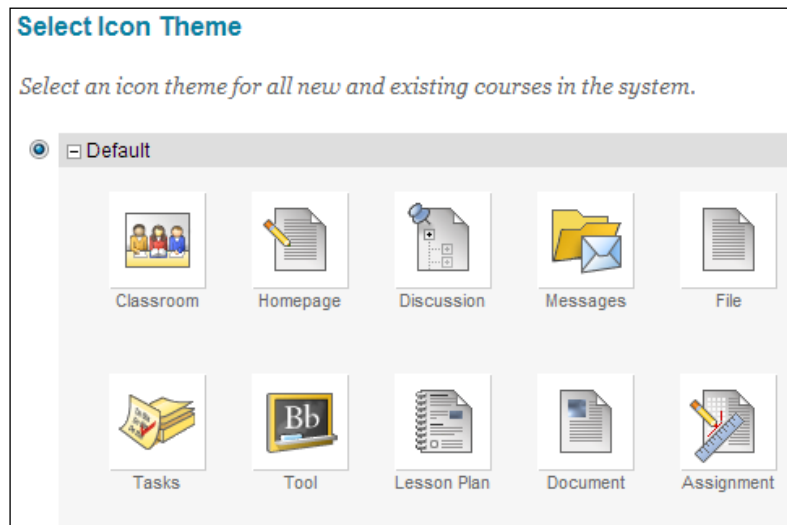 Select Icon Theme
Select an icon theme for all new and existing courses in the system.
Default
Classroom Homepage Discussion Messages File
Bb
Tasks Tool Lesson Plan Document Assignment